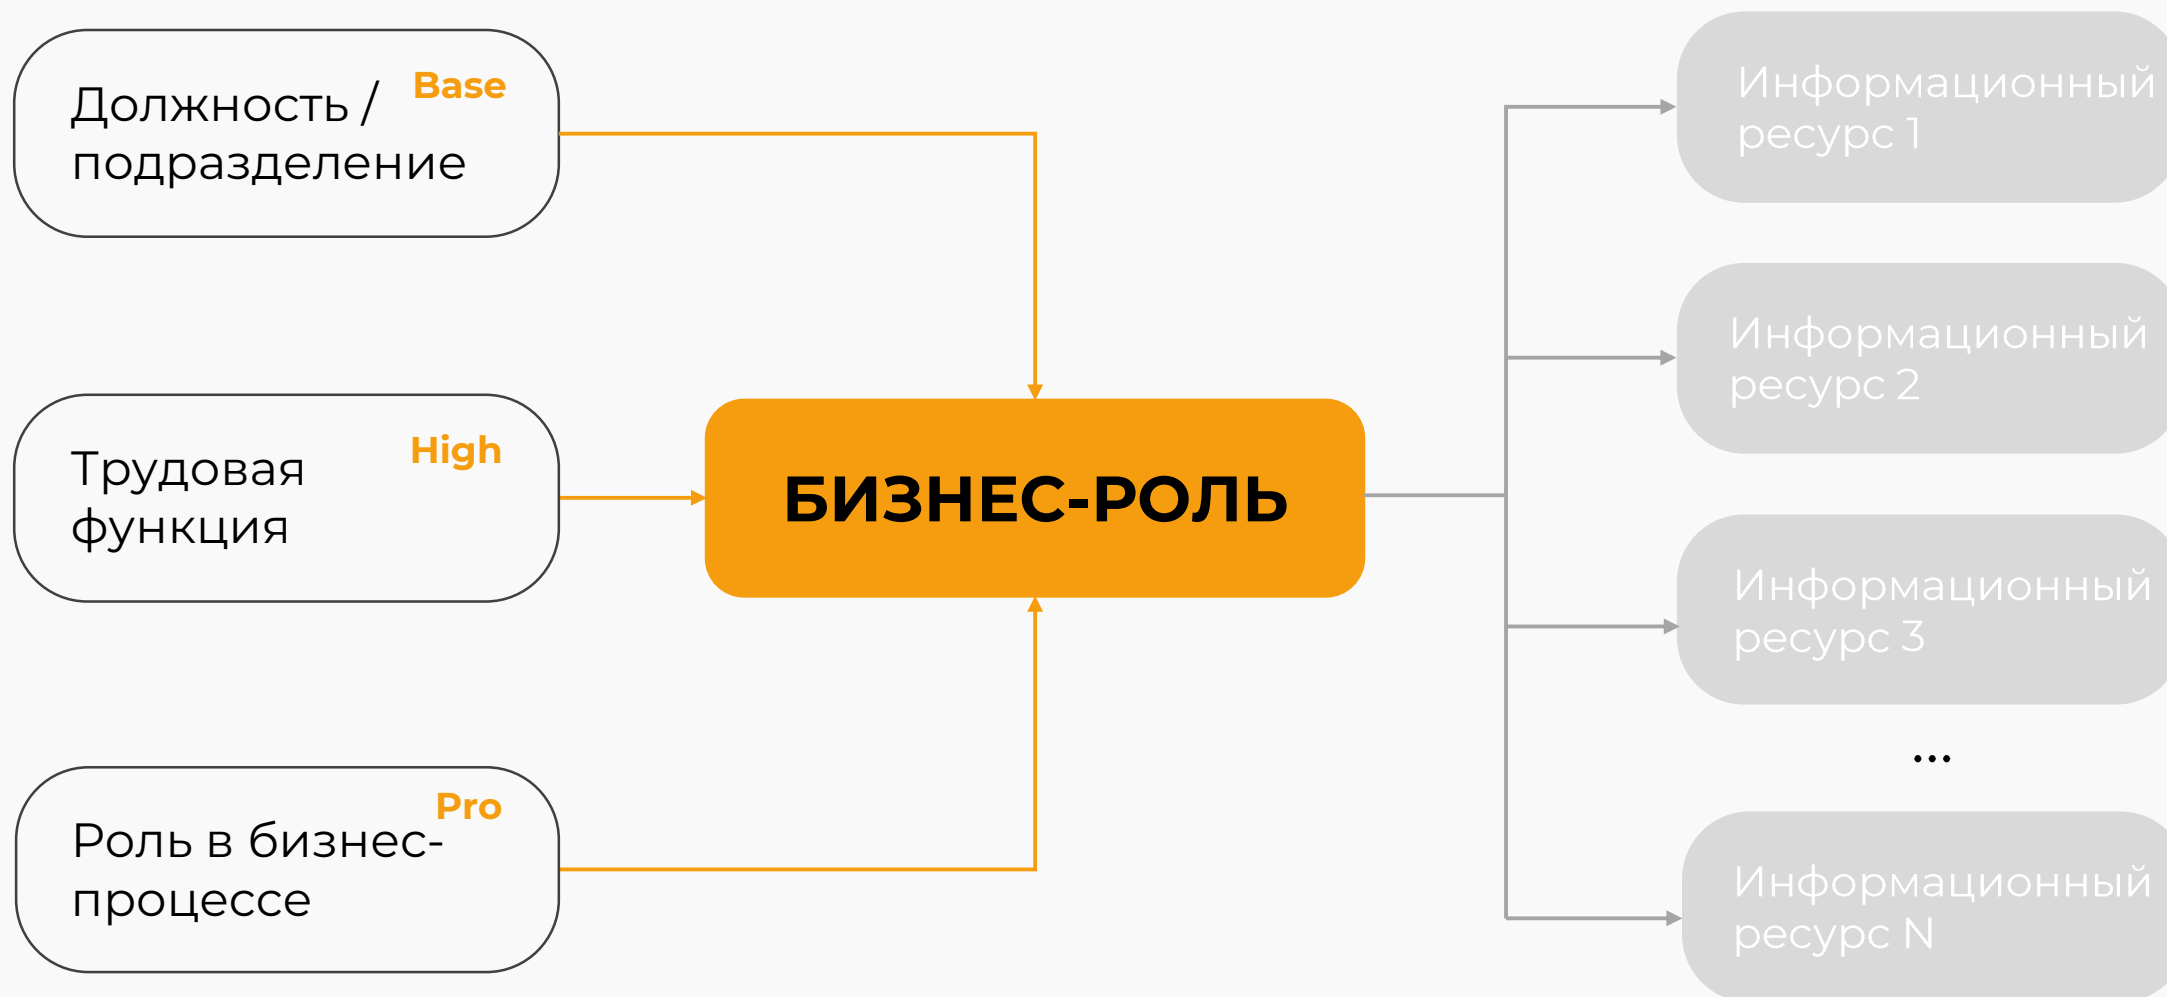 Должность /
подразделение
Base
Трудовая
функция
High
Роль в бизнес-
процессе
Pro
БИЗНЕС-РОЛЬ
Информационный
ресурс 1
Информационный
ресурс 2
Информационный
ресурс 3
...
Информационный
ресурс N